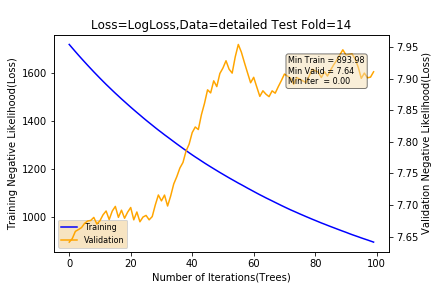 Loss=LogLoss,Data=detailed Test Fold=14
Training Negative Likelihood(Loss)
1600
1400
1200
1000
Min Train = 893.98
Min Valid = 7.64
Min Iter = 0.00
Training
Validation
7.95
7.90
7.85
7.80
7.75
7.70
7.65
Validation Negative Likelihood(Loss)
0 20 40 60 80 100
Number of Iterations(Trees)